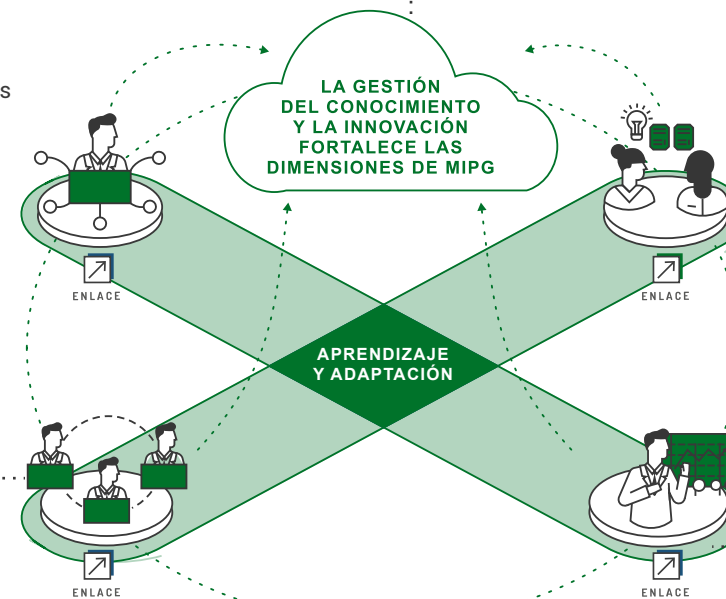 s
LA GESTIÓN
DEL CONOCIMIENTO
Y LA INNOVACIÓN
FORTALECE LAS
DIMENSIONES DE MIPG
ENLACE
ENLACE
APRENDIZAJE
Y ADAPTACIÓN
ENLACE
ENLACE